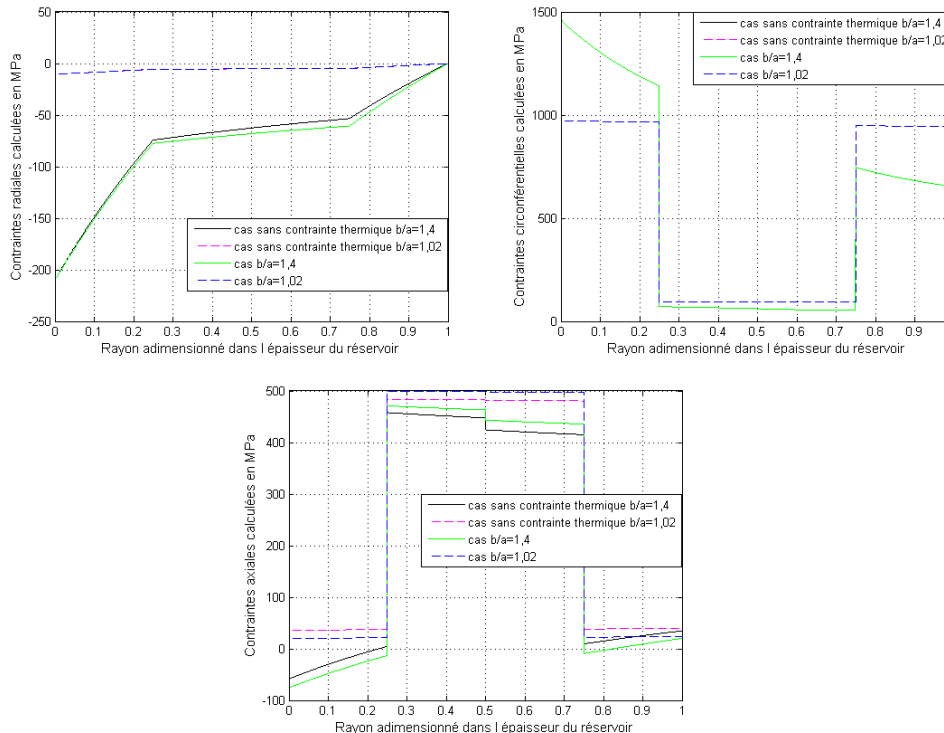 50
0
-50
-100
-150
-200
-250
Contraintes radiales calculées en MPa
cas sans contrainte thermique b/a=1,4
cas sans contrainte thermique b/a=1,02
cas b/a=1,4
cas b/a=1,02
0 0.1 0.2 0.3 0.4 0.5 0.6 0.7 0.8 0.9 1
Rayon adimensionné dans l épaisseur du réservoir
1500
1000
500
0
Contraintes circonférentielles calculées en MPa
cas sans contrainte thermique b/a=1,4
cas sans contrainte thermique b/a=1,02
cas b/a=1,4
cas b/a=1,02
0 0.1 0.2 0.3 0.4 0.5 0.6 0.7 0.8 0.9
Rayon adimensionné dans l épaisseur du réservoir
500
400
300
200
100
0
-100
Contraintes axiales calculées en MPa
cas sans contrainte thermique b/a=1,4
cas sans contrainte thermique b/a=1,02
cas b/a=1,4
cas b/a=1,02
0 0.1 0.2 0.3 0.4 0.5 0.6 0.7 0.8 0.9 1
Rayon adimensionné dans l épaisseur du réservoir